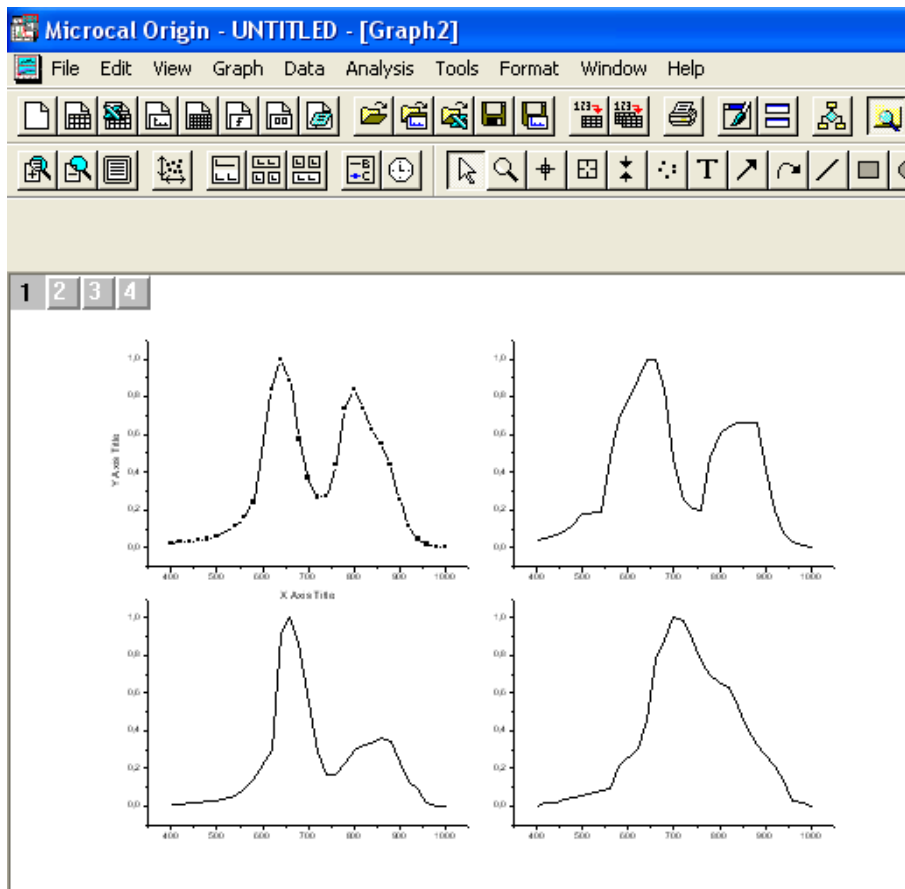 Microcal Origin - UNTITLED - [Graph2]
File Edit View Graph Data Analysis Tools Format Window Help
1 2 3 4
1,0 0,8 0,6 0,4 0,2 0,0
Y Axis Title
400 500 600 700 800 900 1000
X Axis Title
1,0 0,8 0,6 0,4 0,2 0,0
400 500 600 700 800 900 1000
1,0 0,8 0,6 0,4 0,2 0,0
400 500 600 700 800 900 1000
1,0 0,8 0,6 0,4 0,2 0,0
400 500 600 700 800 900 1000